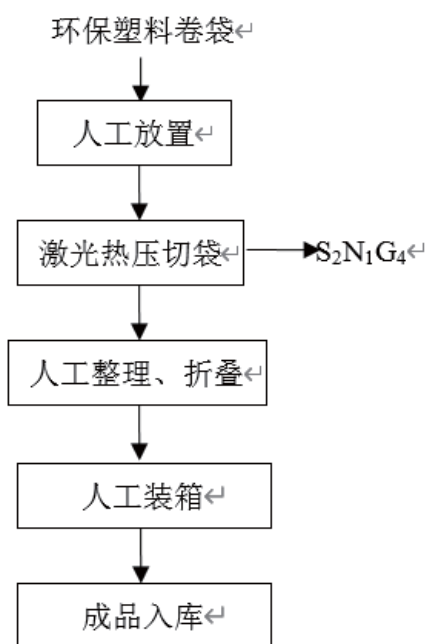 环保塑料卷袋
人工放置
激光热压切袋
S₂N₁G₄
人工整理、折叠
人工装箱
成品入库